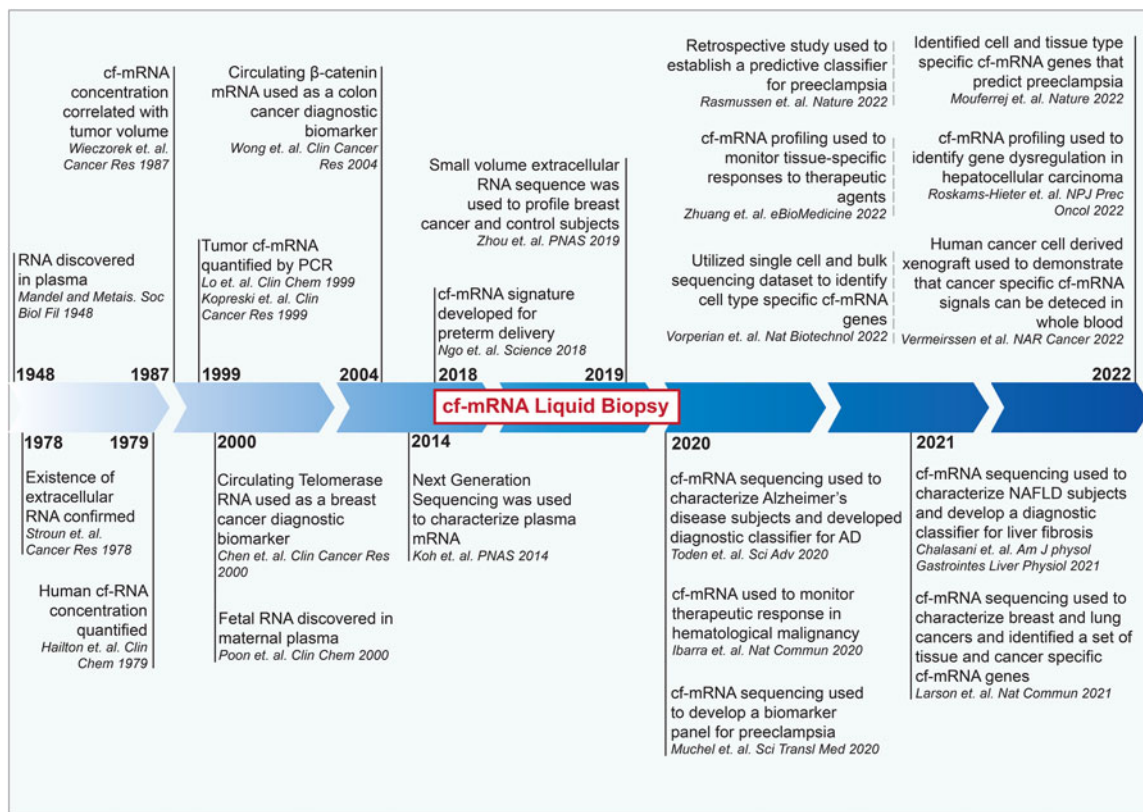 cf-mRNA
concentration
correlated with
tumor volume
Wieczorek et. al.
Cancer Res 1987
Circulating β-catenin
mRNA used as a colon
cancer diagnostic
biomarker
Wong et. al. Clin Cancer
Res 2004
Retrospective study used to
establish a predictive classifier
for preeclampsia
Rasmussen et. al. Nature 2022
Identified cell and tissue type
specific cf-mRNA genes that
predict preeclampsia
Mouferrej et. al. Nature 2022
Small volume extracellular
RNA sequence was
used to profile breast
cancer and control subjects
Zhou et. al. PNAS 2019
cf-mRNA profiling used to
monitor tissue-specific
responses to therapeutic
agents
Zhuang et. al. eBioMedicine 2022
cf-mRNA profiling used to
identify gene dysregulation in
hepatocellular carcinoma
Roskams-Hieter et. al. NPJ Prec
Oncol 2022
RNA discovered
in plasma
Mandel and Metais. Soc
Biol Fil 1948
Tumor cf-mRNA
quantified by PCR
Lo et. al. Clin Chem 1999
Kopreski et. al. Clin
Cancer Res 1999
cf-mRNA signature
developed for
preterm delivery
Ngo et. al. Science 2018
Utilized single cell and bulk
sequencing dataset to identify
cell type specific cf-mRNA
genes
Vorperian et. al. Nat Biotechnol 2022
Human cancer cell derived
xenograft used to demonstrate
that cancer specific cf-mRNA
signals can be deteced in
whole blood
Vermeirssen et. al. NAR Cancer 2022
1948 1987 1999 2004 2018 2019 2022
cf-mRNA Liquid Biopsy
1978 1979 2000 2014 2020 2021
Existence of
extracellular
RNA confirmed
Stroun et. al.
Cancer Res 1978
Human cf-RNA
concentration
quantified
Hailton et. al. Clin
Chem 1979
Circulating Telomerase
RNA used as a breast
cancer diagnostic
biomarker
Chen et. al. Clin Cancer Res
2000
Fetal RNA discovered in
maternal plasma
Poon et. al. Clin Chem 2000
Next Generation
Sequencing was used
to characterize plasma
mRNA
Koh et. al. PNAS 2014
cf-mRNA sequencing used to
characterize Alzheimer's
disease subjects and developed
diagnostic classifier for AD
Toden et. al. Sci Adv 2020
cf-mRNA used to monitor
therapeutic response in
hematological malignancy
Ibarra et. al. Nat Commun 2020
cf-mRNA sequencing used
to develop a biomarker
panel for preeclampsia
Muchel et. al. Sci Transl Med 2020
cf-mRNA sequencing used to
characterize NAFLD subjects
and develop a diagnostic
classifier for liver fibrosis
Chalasani et. al. Am J physol
Gastrointes Liver Physiol 2021
cf-mRNA sequencing used to
characterize breast and lung
cancers and identified a set of
tissue and cancer specific
cf-mRNA genes
Larson et. al. Nat Commun 2021